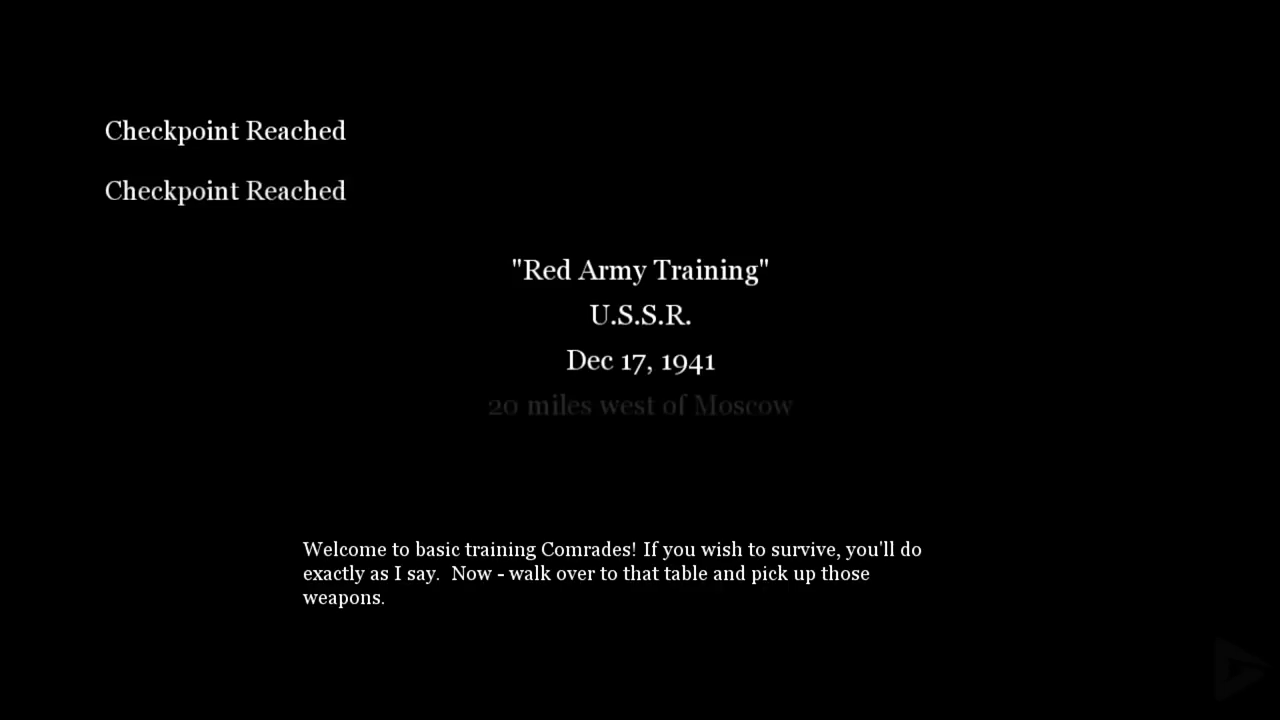 Checkpoint Reached
Checkpoint Reached
"Red Army Training"
U.S.S.R.
Dec 17, 1941
20 miles west of Moscow
Welcome to basic training Comrades! If you wish to survive, you'll do
exactly as I say.  Now - walk over to that table and pick up those
weapons.